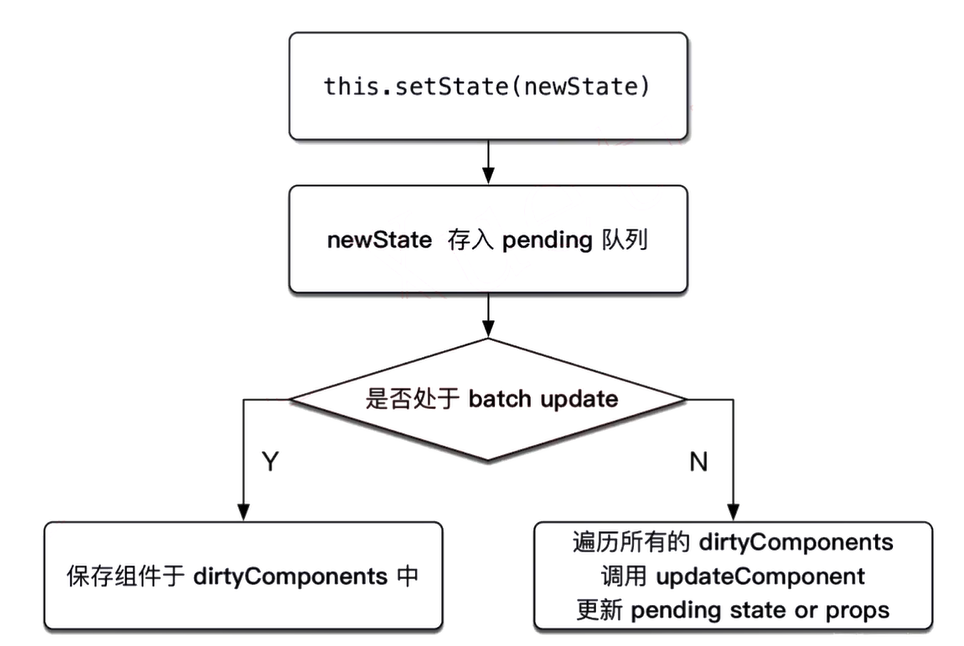 this.setState(newState)
newState 存入 pending 队列
是否处于 batch update
Y
N
保存组件于 dirtyComponents 中
遍历所有的 dirtyComponents
调用 updateComponent
更新 pending state or props